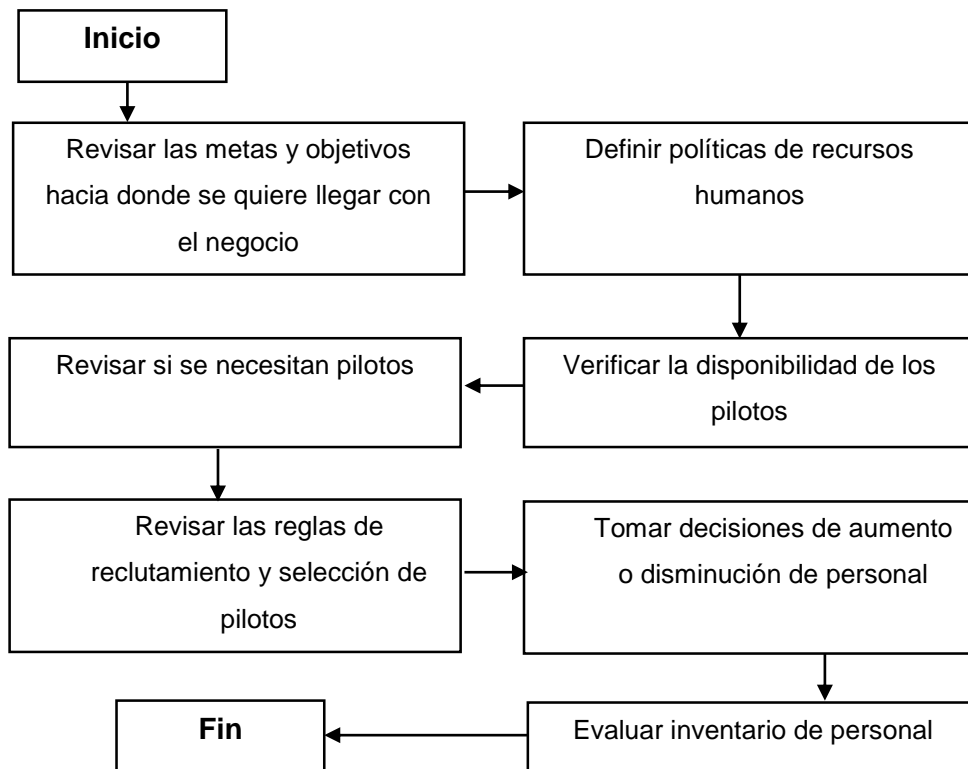 Inicio
Revisar las metas y objetivos
hacia donde se quiere llegar con
el negocio
Definir políticas de recursos
humanos
Verificar la disponibilidad de los
pilotos
Revisar si se necesitan pilotos
Revisar las reglas de
reclutamiento y selección de
pilotos
Tomar decisiones de aumento
o disminución de personal
Evaluar inventario de personal
Fin